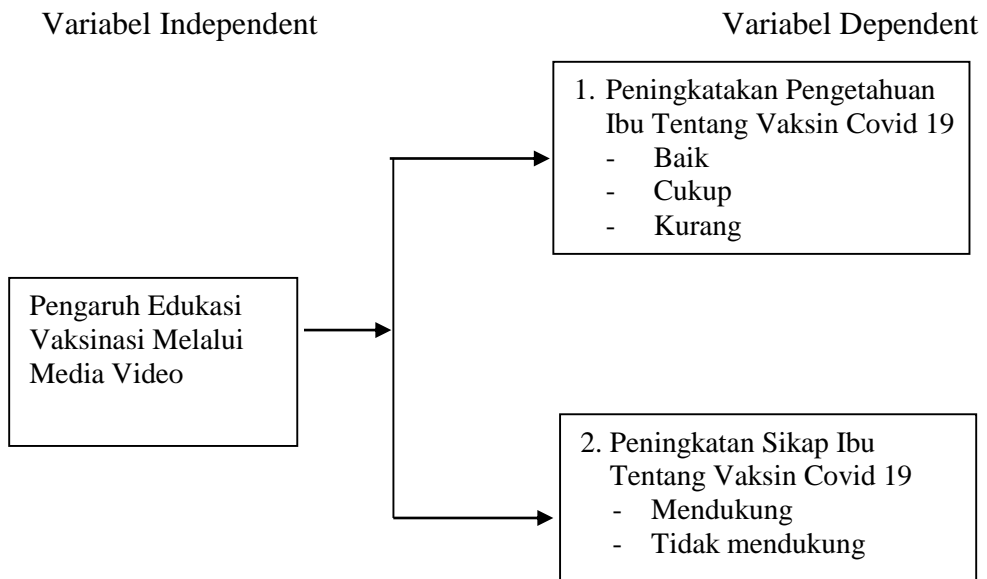 Variabel Independent
Variabel Dependent
1. Peningkatakan Pengetahuan
Ibu Tentang Vaksin Covid 19
- Baik
- Cukup
- Kurang
Pengaruh Edukasi
Vaksinasi Melalui
Media Video
2. Peningkatan Sikap Ibu
Tentang Vaksin Covid 19
- Mendukung
- Tidak mendukung